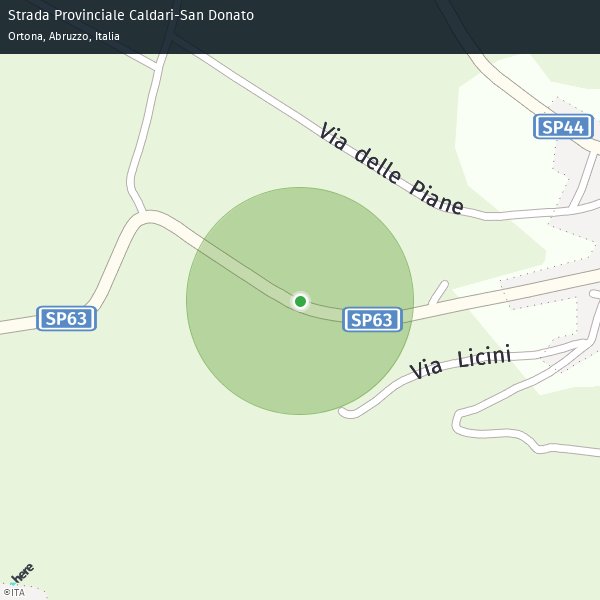 Strada Provinciale Caldari-San Donato
Ortona, Abruzzo, Italia
SP44
Via delle Piane
SP63
SP63
Via Licini
here
©ITA